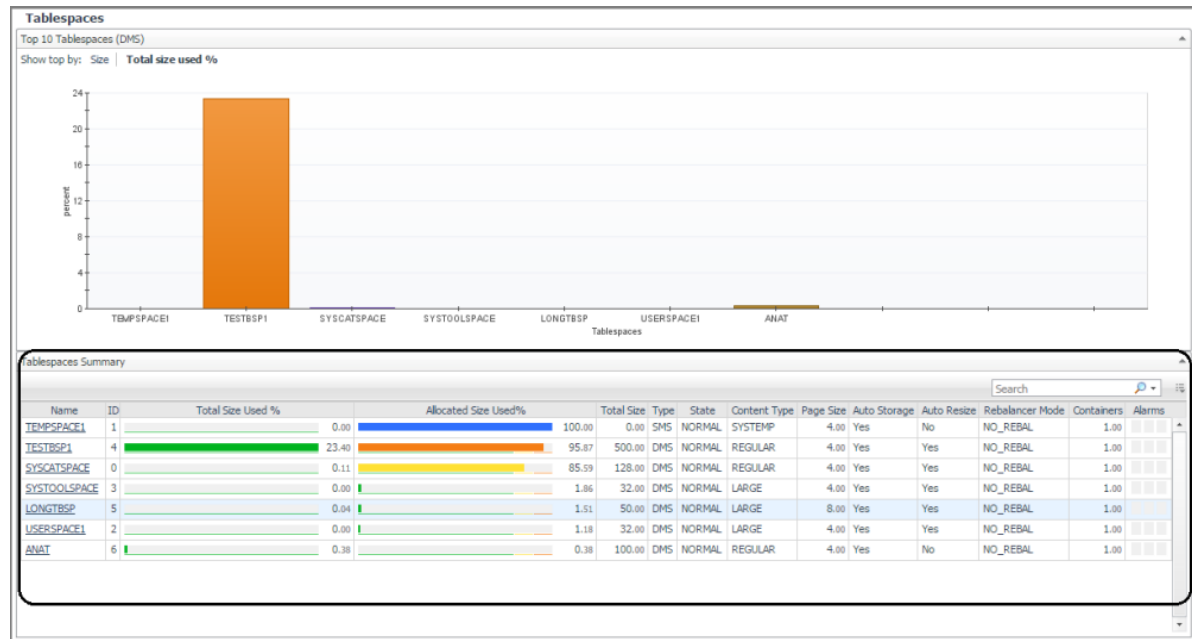 Tablespaces
Top 10 Tablespaces (DMS)
Show top by: Size | Total size used %
24
20
16
12
8
4
0
percent
TEMPSPACE1 TESTBSP1 SYSCATSPACE SYSTOOLSPACE LONGTBSP USERSPACE1 ANAT
Tablespaces
Tablespaces Summary
Search
Name ID Total Size Used % Allocated Size Used% Total Size Type State Content Type Page Size Auto Storage Auto Resize Rebalancer Mode Containers Alarms
TEMPSPACE1 1 0.00 100.00 0.00 SMS NORMAL SYSTEMP 4.00 Yes No NO_REBAL 1.00
TESTBSP1 4 23.40 95.87 500.00 DMS NORMAL REGULAR 4.00 Yes Yes NO_REBAL 1.00
SYSCATSPACE 0 0.11 85.59 128.00 DMS NORMAL REGULAR 4.00 Yes Yes NO_REBAL 1.00
SYSTOOLSPACE 3 0.00 1.86 32.00 DMS NORMAL LARGE 4.00 Yes Yes NO_REBAL 1.00
LONGTBSP 5 0.04 1.51 50.00 DMS NORMAL LARGE 8.00 Yes Yes NO_REBAL 1.00
USERSPACE1 2 0.00 1.18 32.00 DMS NORMAL LARGE 4.00 Yes Yes NO_REBAL 1.00
ANAT 6 0.38 0.38 100.00 DMS NORMAL REGULAR 4.00 Yes No NO_REBAL 1.00